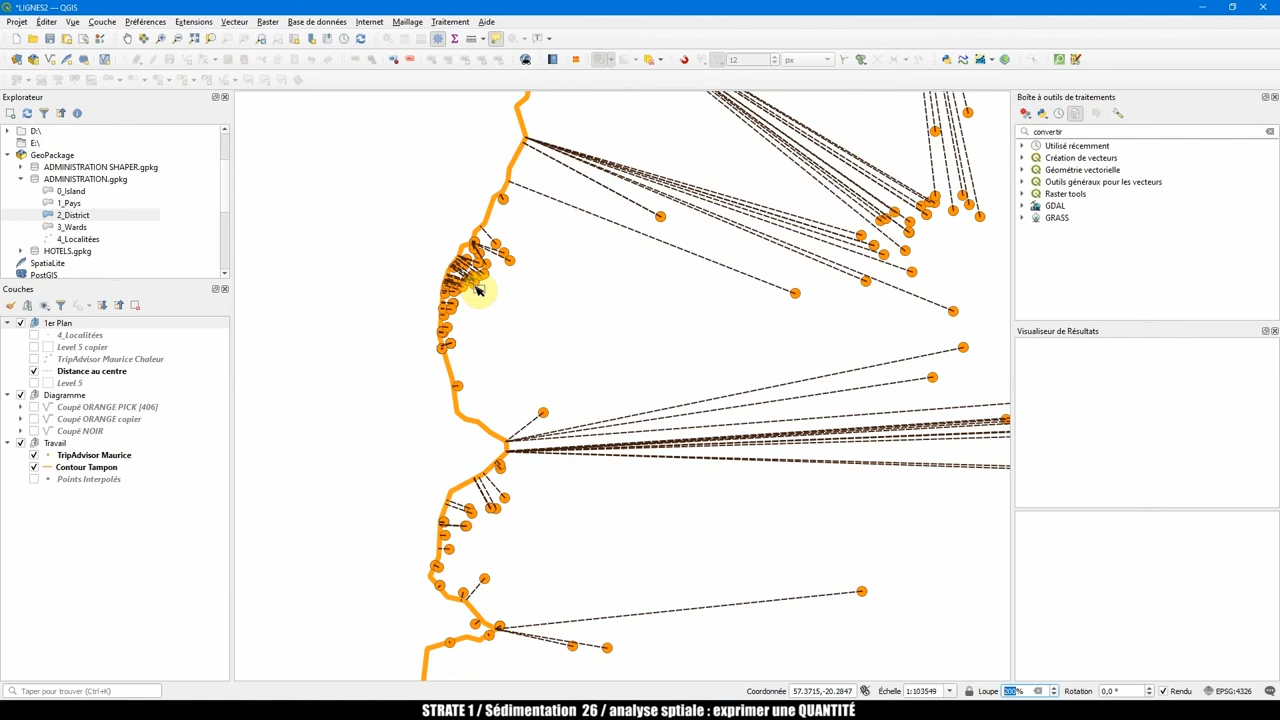 *LIGNES2 — QGIS
Projet Éditer Vue Couche Préférences Extensions Vecteur Raster Base de données Internet Maillage Traitement Aide
12 px
Explorateur
D:\
E:\
GeoPackage
ADMINISTRATION SHAPER.gpkg
ADMINISTRATION.gpkg
0_Island
1_Pays
2_District
3_Wards
4_Localitées
HOTELS.gpkg
SpatiaLite
PostGIS
Couches
1er Plan
4_Localitées
Level 5 copier
TripAdvisor Maurice Chaleur
Distance au centre
Level 5
Diagramme
Coupé ORANGE PICK [406]
Coupé ORANGE copier
Coupé NOIR
Travail
TripAdvisor Maurice
Contour Tampon
Points Interpolés
Boîte à outils de traitements
convertir
Utilisé récemment
Création de vecteurs
Géométrie vectorielle
Outils généraux pour les vecteurs
Raster tools
GDAL
GRASS
Visualiseur de Résultats
Taper pour trouver (Ctrl+K)
Coordonnée 57.3715,-20.2847 Échelle 1:103549 Loupe 200% Rotation 0,0 ° Rendu EPSG:4326
STRATE 1 / Sédimentation 26 / analyse sptiale : exprimer une QUANTITÉ